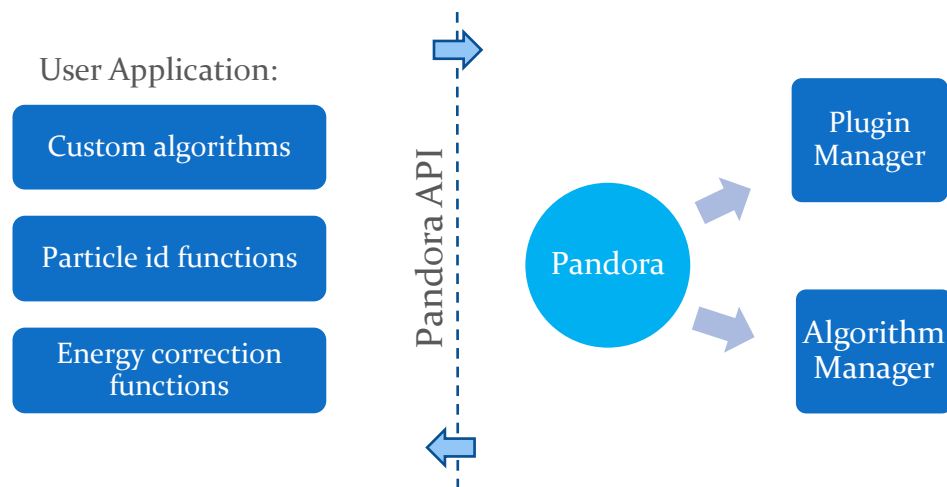 User Application:
Custom algorithms
Particle id functions
Energy correction
functions
Pandora API
Pandora
Plugin
Manager
Algorithm
Manager